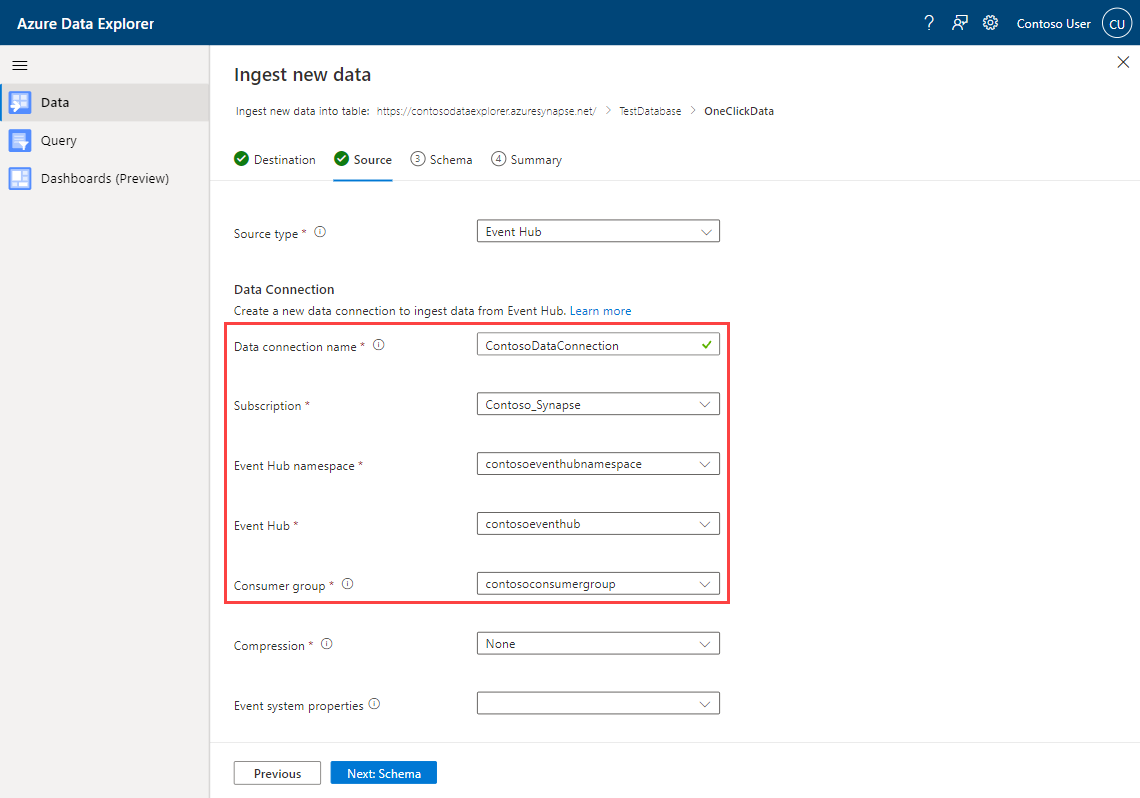 Azure Data Explorer
? Contoso User CU
Data
Query
Dashboards (Preview)
Ingest new data
Ingest new data into table: https://contosodataexplorer.azuresynapse.net/ > TestDatabase > OneClickData
Destination Source 3 Schema 4 Summary
Source type * Event Hub
Data Connection
Create a new data connection to ingest data from Event Hub. Learn more
Data connection name * ContosoDataConnection
Subscription * Contoso_Synapse
Event Hub namespace * contosoeventhubnamespace
Event Hub * contosoeventhub
Consumer group * contosoconsumergroup
Compression * None
Event system properties
Previous Next: Schema